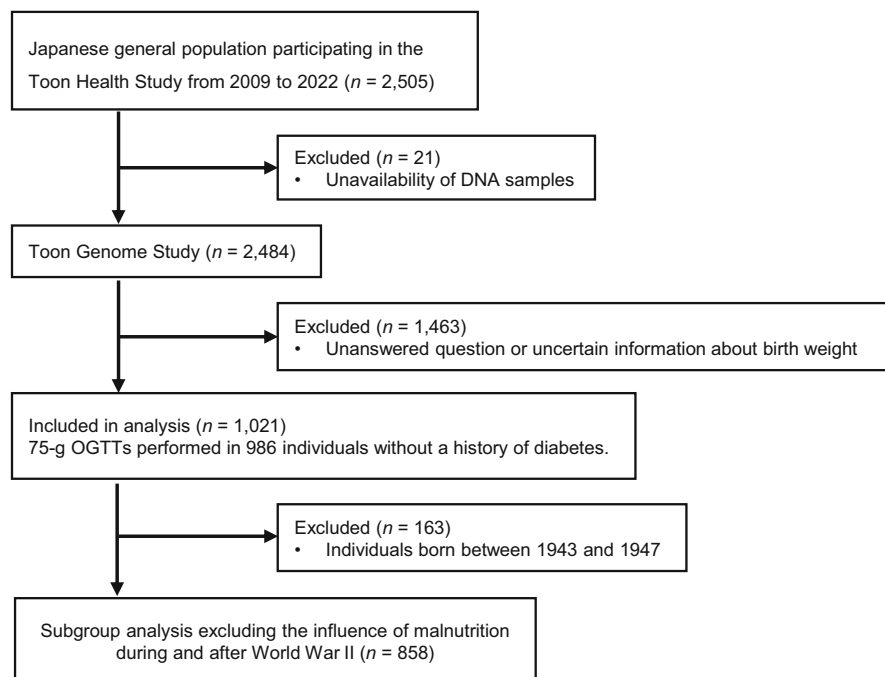 Japanese general population participating in the
Toon Health Study from 2009 to 2022 (n = 2,505)
Excluded (n = 21)
• Unavailability of DNA samples
Toon Genome Study (n = 2,484)
Excluded (n = 1,463)
• Unanswered question or uncertain information about birth weight
Included in analysis (n = 1,021)
75-g OGTTs performed in 986 individuals without a history of diabetes.
Excluded (n = 163)
• Individuals born between 1943 and 1947
Subgroup analysis excluding the influence of malnutrition
during and after World War II (n = 858)